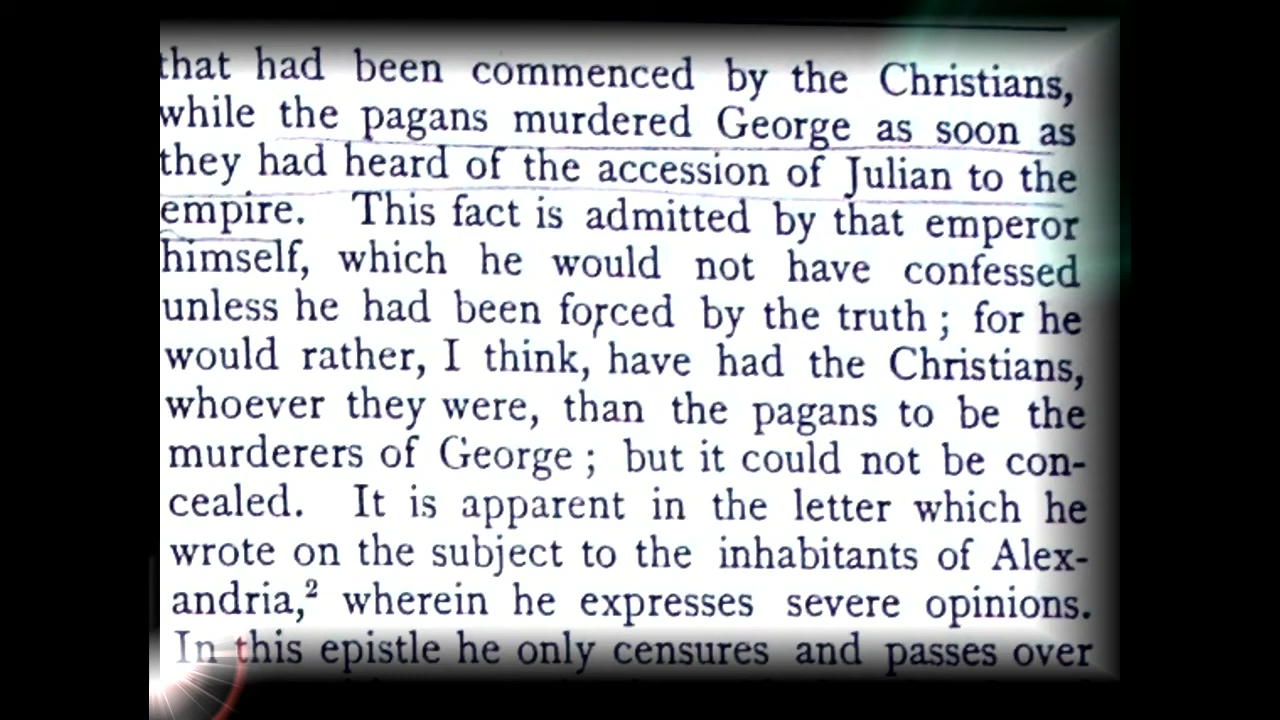 that had been commenced by the Christians,
while the pagans murdered George as soon as
they had heard of the accession of Julian to the
empire. This fact is admitted by that emperor
himself, which he would not have confessed
unless he had been forced by the truth ; for he
would rather, I think, have had the Christians,
whoever they were, than the pagans to be the
murderers of George ; but it could not be con-
cealed. It is apparent in the letter which he
wrote on the subject to the inhabitants of Alex-
andria,² wherein he expresses severe opinions.
In this epistle he only censures and passes over